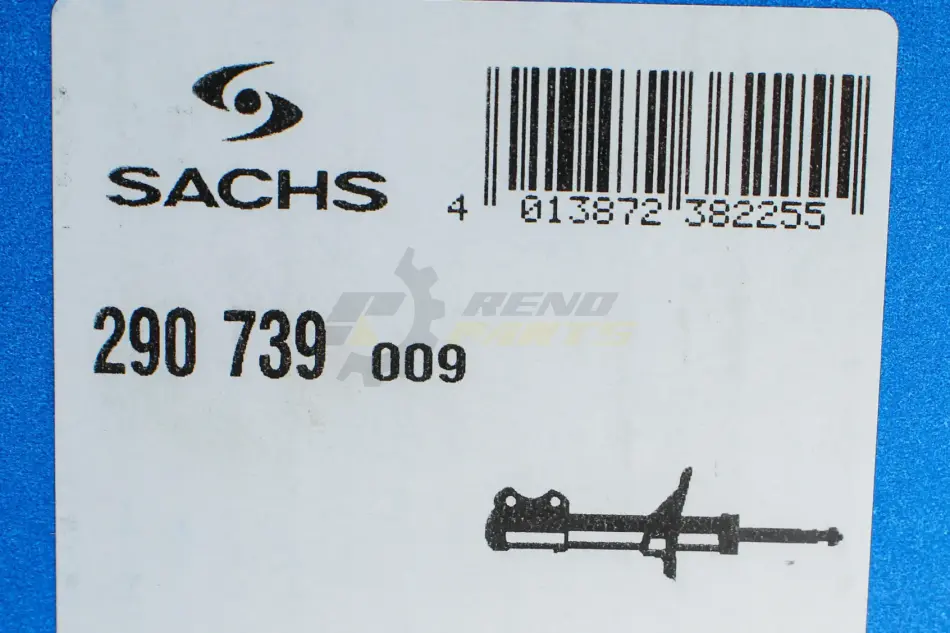 SACHS
4 013872 382255
290 739 009
RENO
PARTS